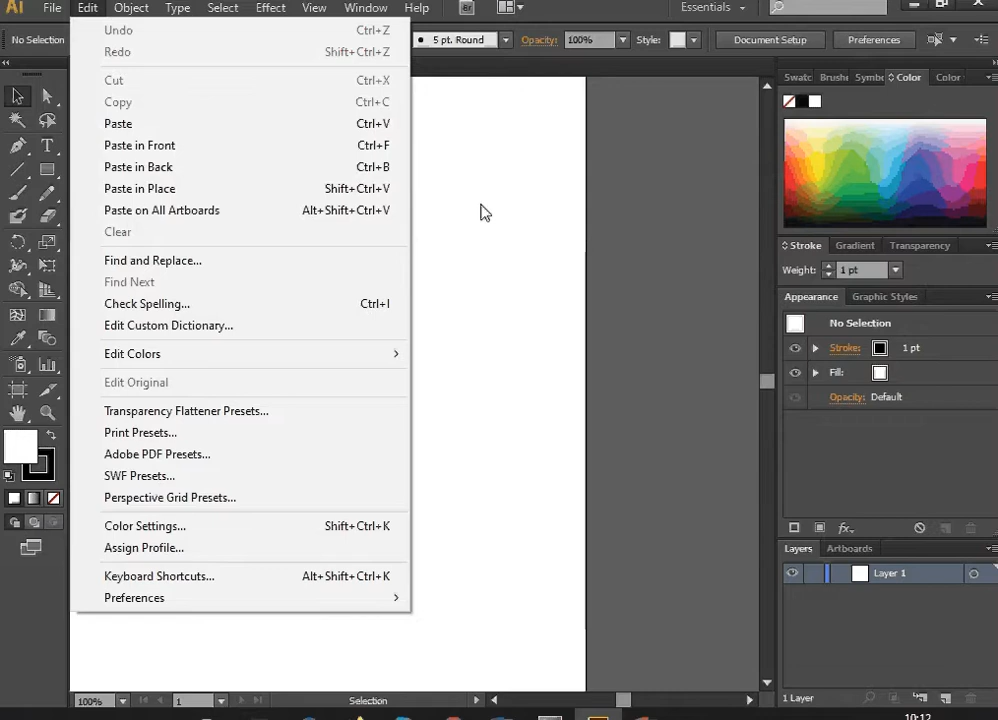 Ai File Edit Object Type Select Effect View Window Help Br Essentials
No Selection 5 pt. Round Opacity: 100% Style: Document Setup Preferences
Undo Ctrl+Z
Redo Shift+Ctrl+Z
Cut Ctrl+X
Copy Ctrl+C
Paste Ctrl+V
Paste in Front Ctrl+F
Paste in Back Ctrl+B
Paste in Place Shift+Ctrl+V
Paste on All Artboards Alt+Shift+Ctrl+V
Clear
Find and Replace...
Find Next
Check Spelling... Ctrl+I
Edit Custom Dictionary...
Edit Colors
Edit Original
Transparency Flattener Presets...
Print Presets...
Adobe PDF Presets...
SWF Presets...
Perspective Grid Presets...
Color Settings... Shift+Ctrl+K
Assign Profile...
Keyboard Shortcuts... Alt+Shift+Ctrl+K
Preferences
Swatc Brushe Symbo Color Color
Stroke Gradient Transparency
Weight: 1 pt
Appearance Graphic Styles
No Selection
Stroke: 1 pt
Fill:
Opacity: Default
fx
Layers Artboards
Layer 1
1 Layer
100% 1 Selection
10:12